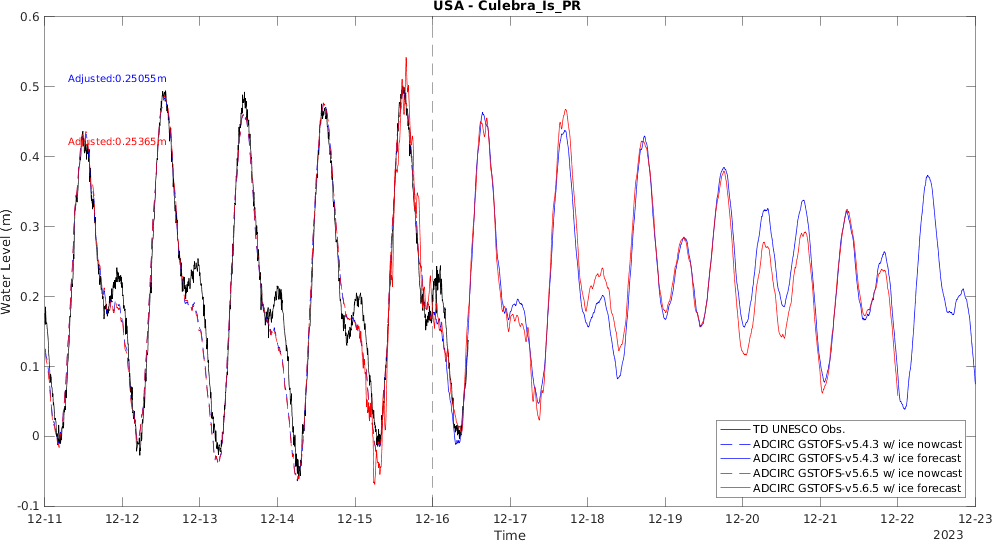 USA - Culebra_Is_PR
0.6
0.5
0.4
0.3
0.2
0.1
0
-0.1
Water Level (m)
Adjusted:0.25055m
Adjusted:0.25365m
TD UNESCO Obs.
ADCIRC GSTOFS-v5.4.3 w/ ice nowcast
ADCIRC GSTOFS-v5.4.3 w/ ice forecast
ADCIRC GSTOFS-v5.6.5 w/ ice nowcast
ADCIRC GSTOFS-v5.6.5 w/ ice forecast
12-11 12-12 12-13 12-14 12-15 12-16 12-17 12-18 12-19 12-20 12-21 12-22 12-23
Time
2023